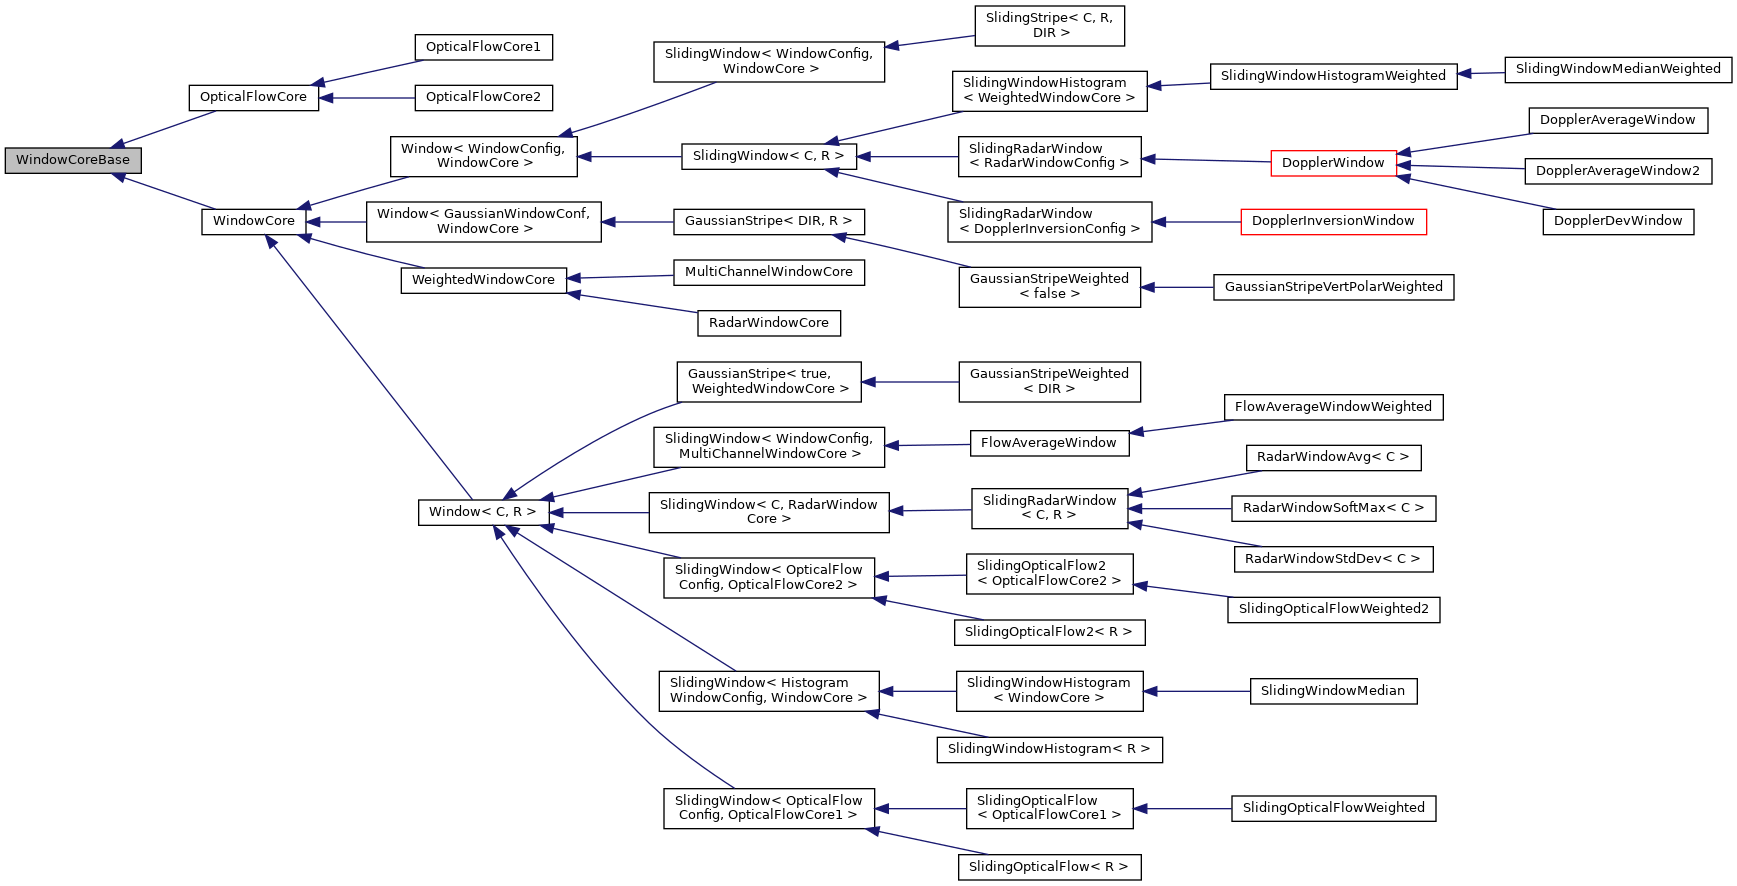 WindowCoreBase
OpticalFlowCore
OpticalFlowCore1
OpticalFlowCore2
WindowCore
Window< WindowConfig,
WindowCore >
SlidingWindow< WindowConfig,
WindowCore >
SlidingStripe< C, R,
DIR >
SlidingWindow< C, R >
SlidingWindowHistogram
< WeightedWindowCore >
SlidingWindowHistogramWeighted
SlidingWindowMedianWeighted
SlidingRadarWindow
< RadarWindowConfig >
DopplerWindow
DopplerAverageWindow
DopplerAverageWindow2
DopplerDevWindow
SlidingRadarWindow
< DopplerInversionConfig >
DopplerInversionWindow
Window< GaussianWindowConf,
WindowCore >
GaussianStripe< DIR, R >
GaussianStripeWeighted
< false >
GaussianStripeVertPolarWeighted
WeightedWindowCore
MultiChannelWindowCore
RadarWindowCore
Window< C, R >
GaussianStripe< true,
WeightedWindowCore >
GaussianStripeWeighted
< DIR >
SlidingWindow< WindowConfig,
MultiChannelWindowCore >
FlowAverageWindow
FlowAverageWindowWeighted
SlidingWindow< C, RadarWindow
Core >
SlidingRadarWindow
< C, R >
RadarWindowAvg< C >
RadarWindowSoftMax< C >
RadarWindowStdDev< C >
SlidingWindow< OpticalFlow
Config, OpticalFlowCore2 >
SlidingOpticalFlow2
< OpticalFlowCore2 >
SlidingOpticalFlowWeighted2
SlidingOpticalFlow2< R >
SlidingWindow< Histogram
WindowConfig, WindowCore >
SlidingWindowHistogram
< WindowCore >
SlidingWindowMedian
SlidingWindowHistogram< R >
SlidingWindow< OpticalFlow
Config, OpticalFlowCore1 >
SlidingOpticalFlow
< OpticalFlowCore1 >
SlidingOpticalFlowWeighted
SlidingOpticalFlow< R >